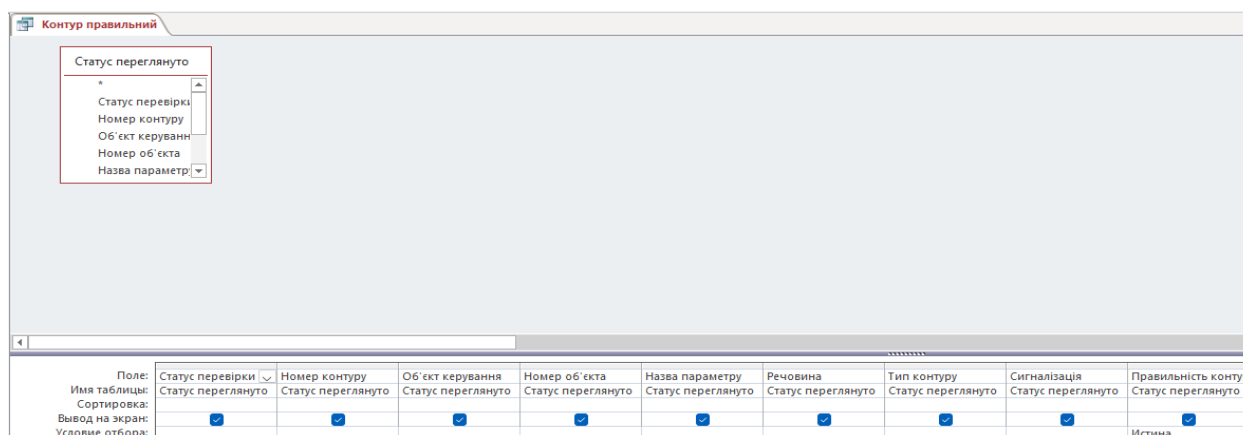 Контур правильний
Статус переглянуто
*
Статус перевірки
Номер контуру
Об'єкт керуванн
Номер об'єкта
Назва параметр
Поле: Статус перевірки Номер контуру Об'єкт керування Номер об'єкта Назва параметру Речовина Тип контуру Сигналізація Правильність конту
Имя таблицы: Статус переглянуто Статус переглянуто Статус переглянуто Статус переглянуто Статус переглянуто Статус переглянуто Статус переглянуто Статус переглянуто Статус переглянуто
Сортировка:
Вывод на экран:
Условие отбора: Истина